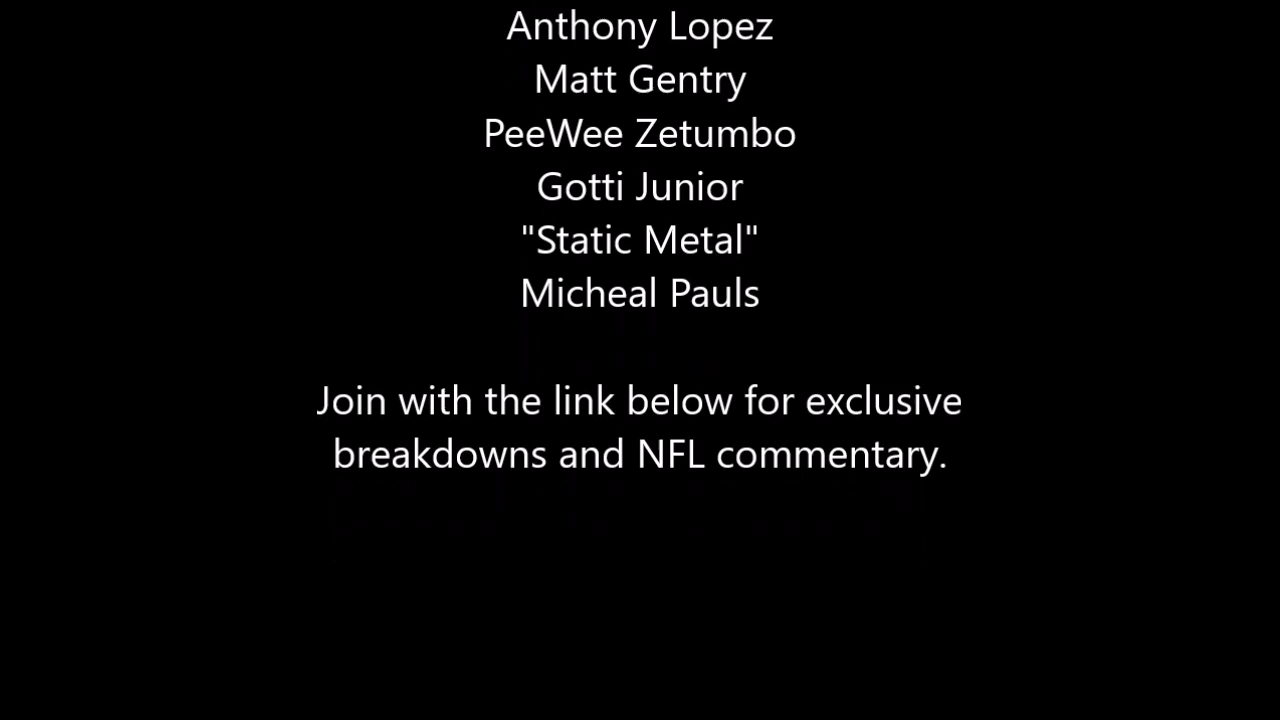 Anthony Lopez
Matt Gentry
PeeWee Zetumbo
Gotti Junior
"Static Metal"
Micheal Pauls
Join with the link below for exclusive
breakdowns and NFL commentary.